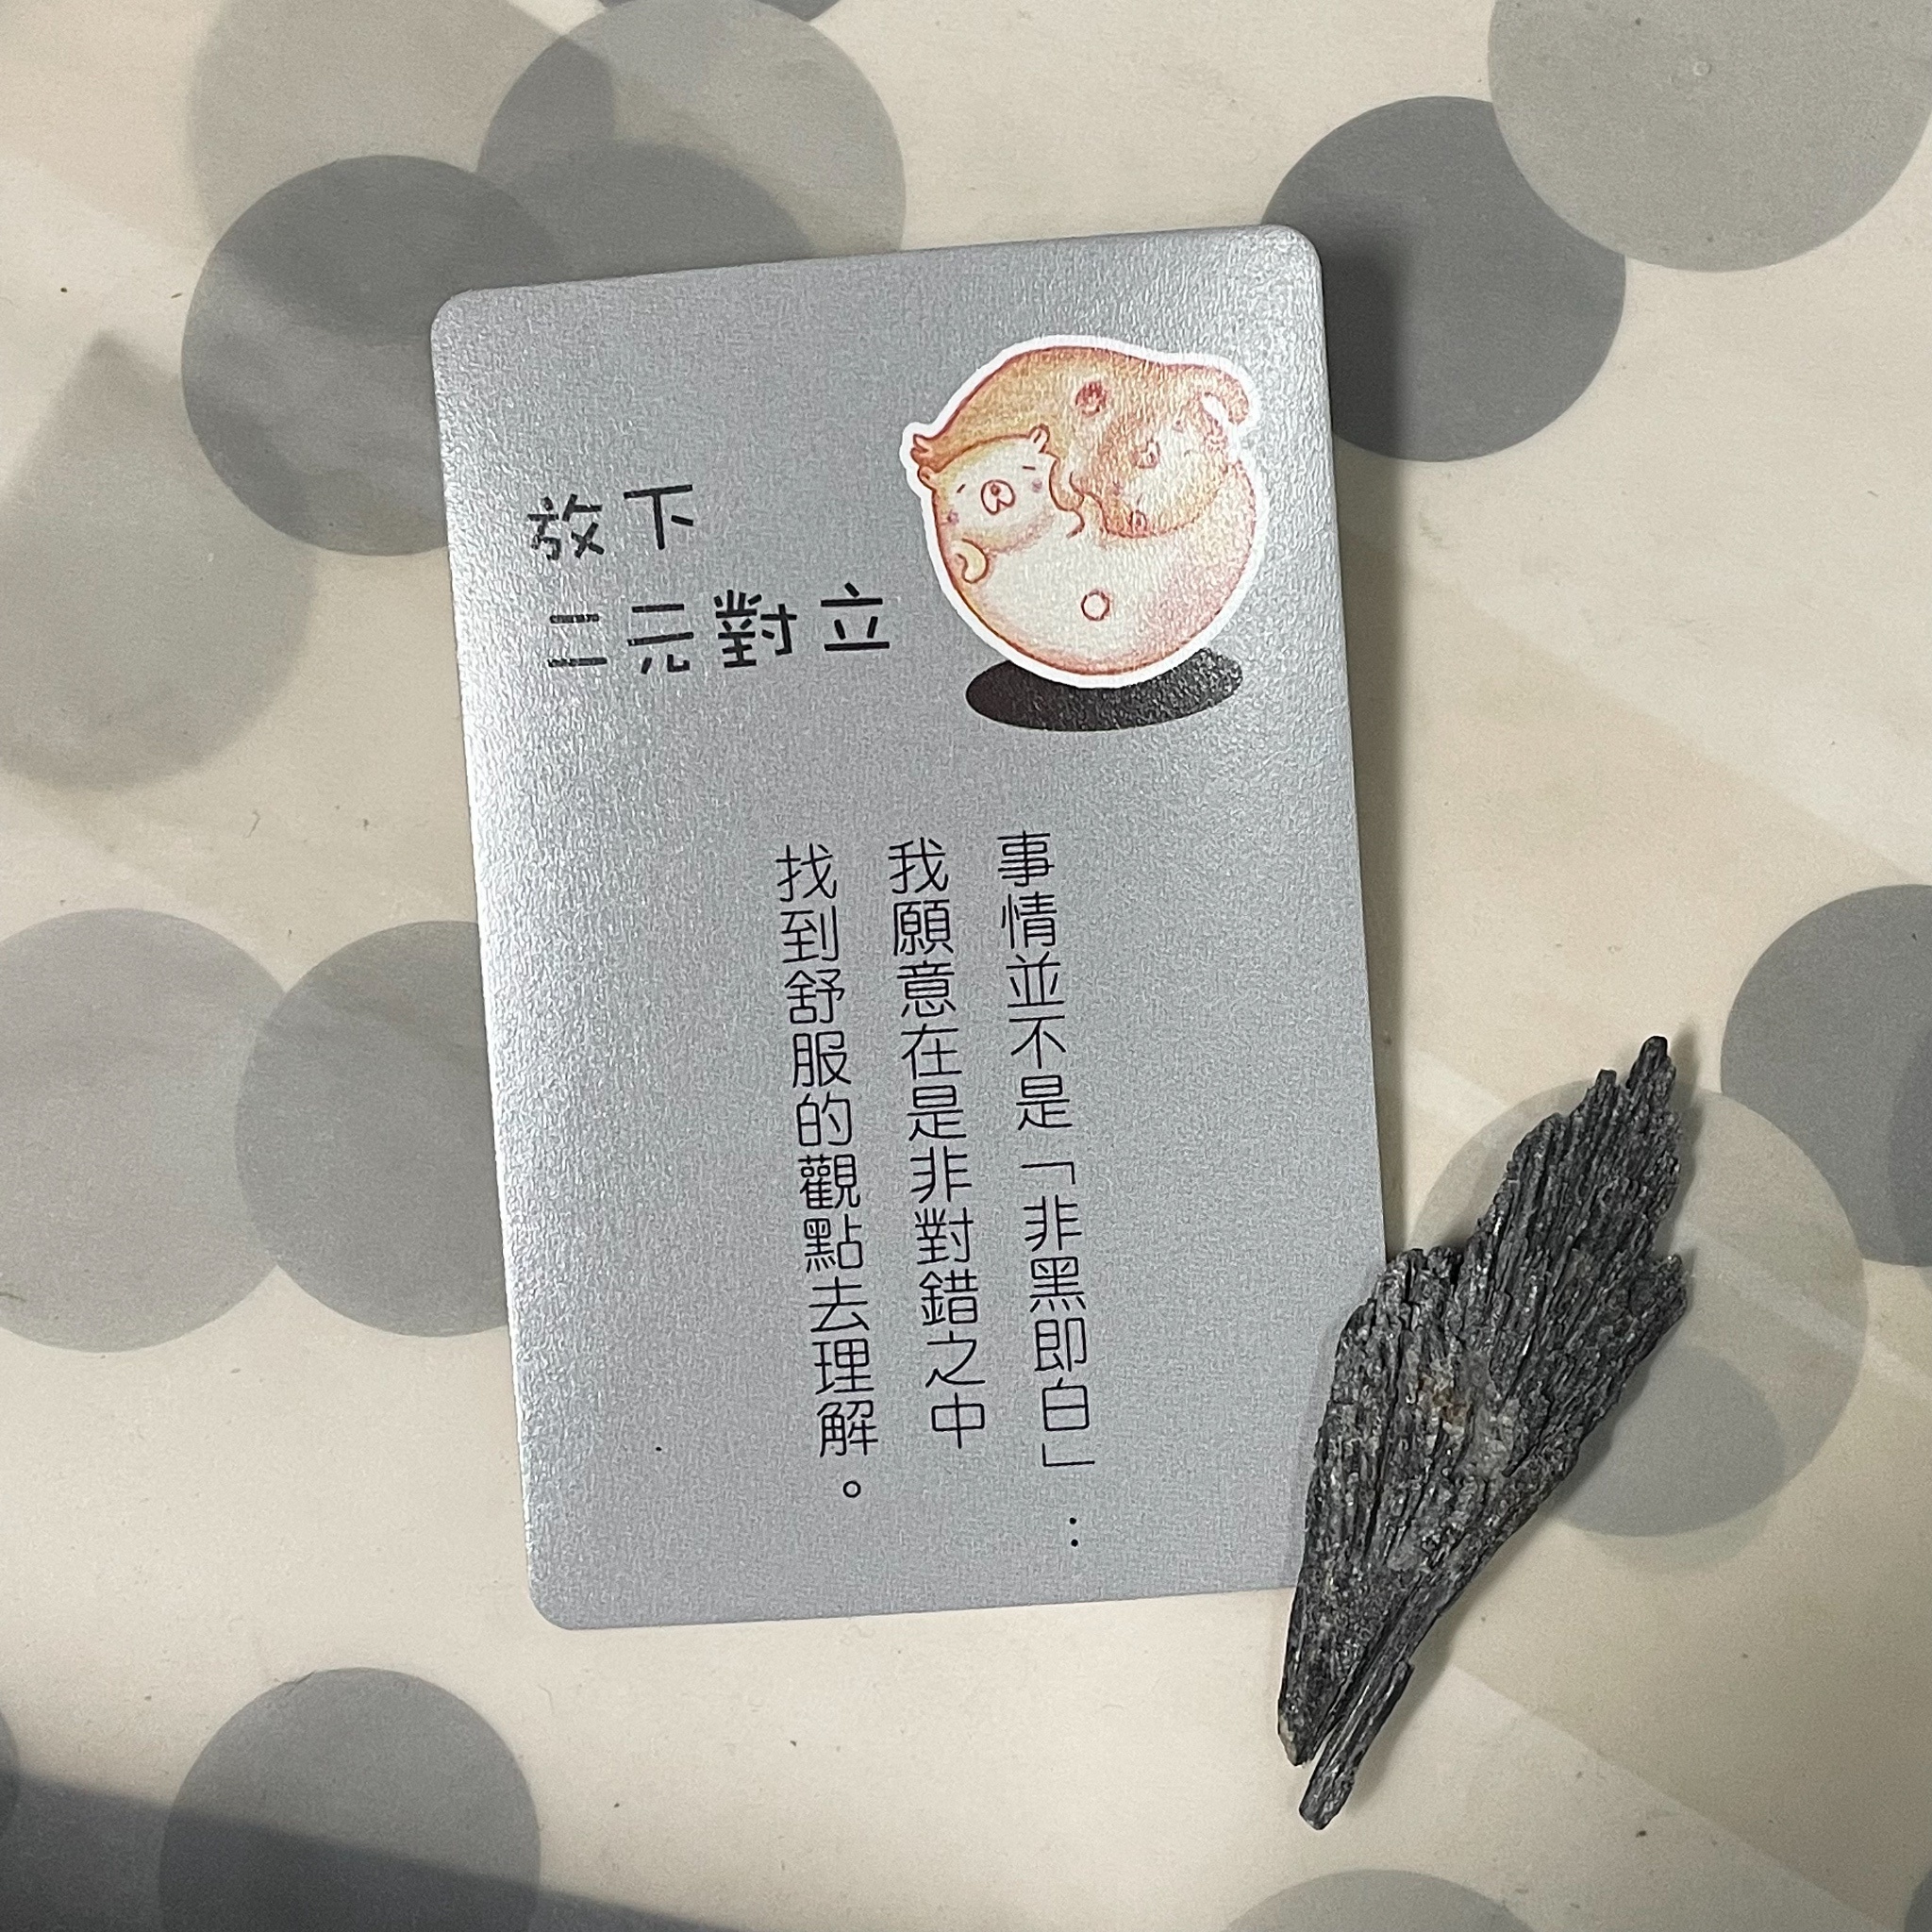 放下
二元對立
事情並不是「非黑即白」：
我願意在是非對錯之中
找到舒服的觀點去理解。